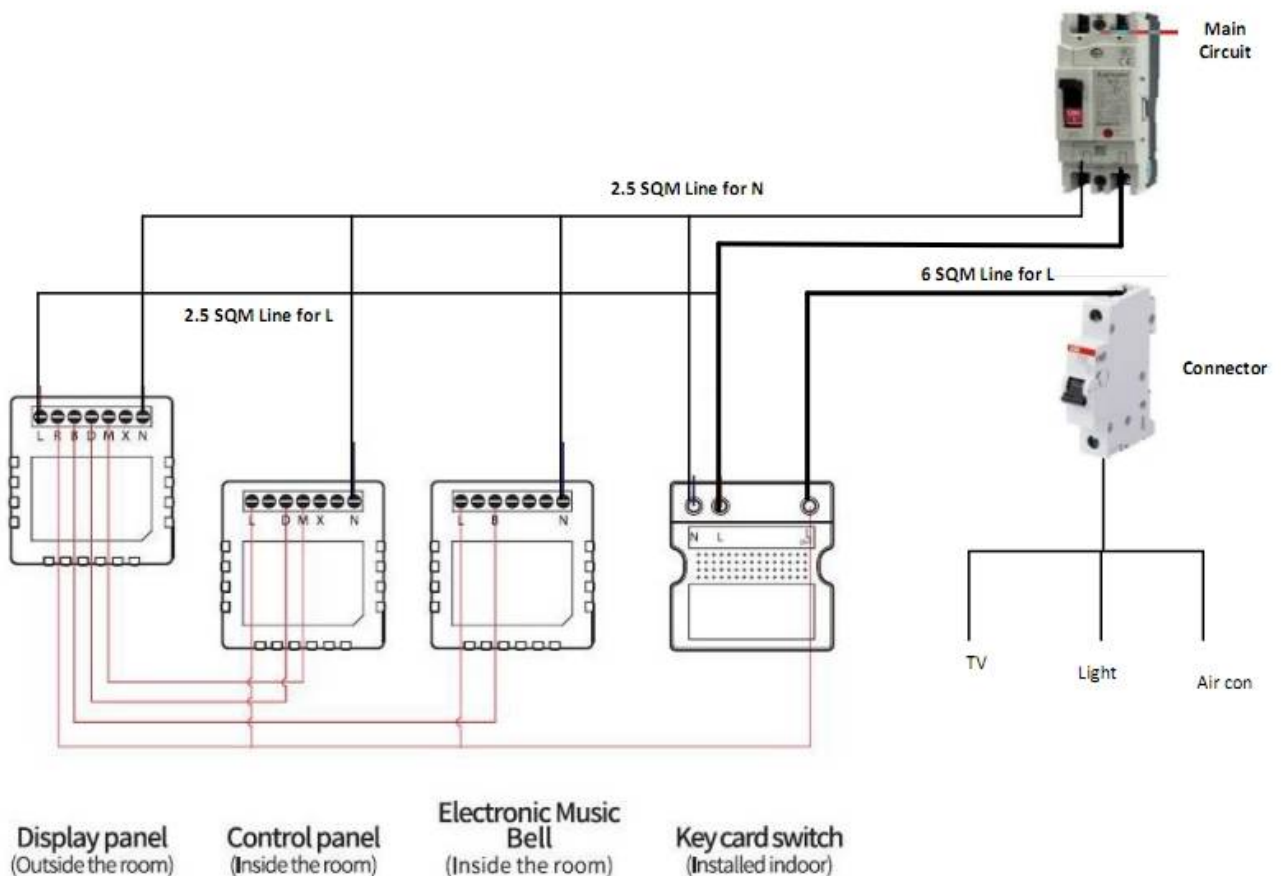 Main
Circuit
2.5 SQM Line for N
6 SQM Line for L
2.5 SQM Line for L
Connector
L R B D M X N
L D M X N
L B N
N L
TV
Light
Air con
Display panel
(Outside the room)
Control panel
(Inside the room)
Electronic Music
Bell
(Inside the room)
Key card switch
(Installed indoor)